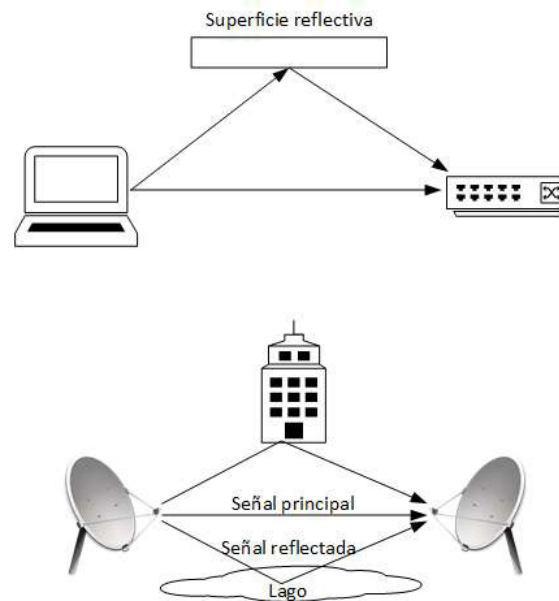 Superficie reflectiva
Señal principal
Señal reflectada
Lago